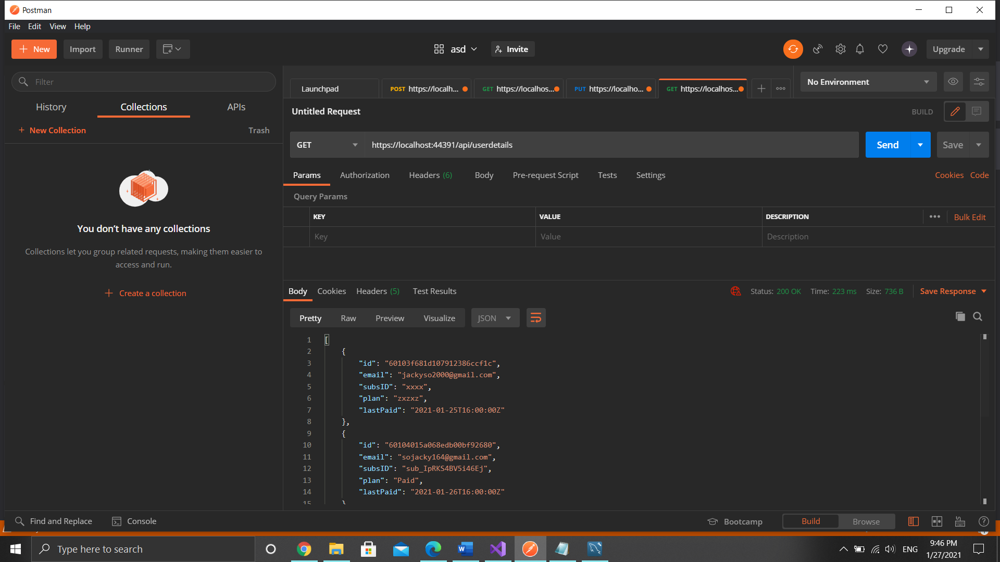 Postman
File Edit View Help
New Import Runner asd Invite Upgrade
Filter
History Collections APIs
New Collection Trash
You don’t have any collections
Collections let you group related requests, making them easier to
access and run.
Create a collection
Launchpad POST https://localh... GET https://localhos... PUT https://localho... GET https://localhos... No Environment
Untitled Request BUILD
GET https://localhost:44391/api/userdetails Send Save
Params Authorization Headers (6) Body Pre-request Script Tests Settings Cookies Code
Query Params
KEY VALUE DESCRIPTION Bulk Edit
Key Value Description
Body Cookies Headers (5) Test Results Status: 200 OK Time: 223 ms Size: 736 B Save Response
Pretty Raw Preview Visualize JSON
1 [
2 {
3 "id": "60103f681d107912386ccf1c",
4 "email": "jackyso2000@gmail.com",
5 "subsID": "xxxx",
6 "plan": "zxzxz",
7 "lastPaid": "2021-01-25T16:00:00Z"
8 },
9 {
10 "id": "60104015a068edb00bf92680",
11 "email": "sojacky164@gmail.com",
12 "subsID": "sub_IpRKS4BV5i46Ej",
13 "plan": "Paid",
14 "lastPaid": "2021-01-26T16:00:00Z"
15 }
Find and Replace Console Bootcamp Build Browse
Type here to search ENG 9:46 PM
1/27/2021